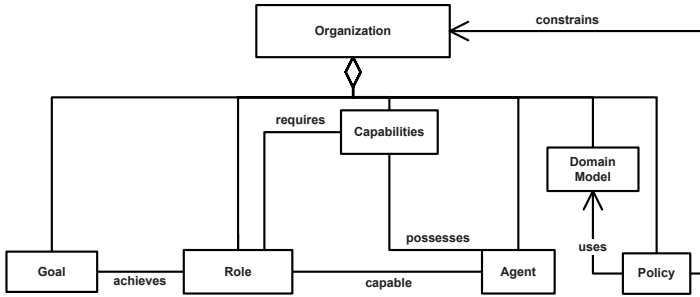 constrains
Organization
requires
Capabilities
Domain
Model
possesses
uses
Goal
achieves
Role
capable
Agent
Policy